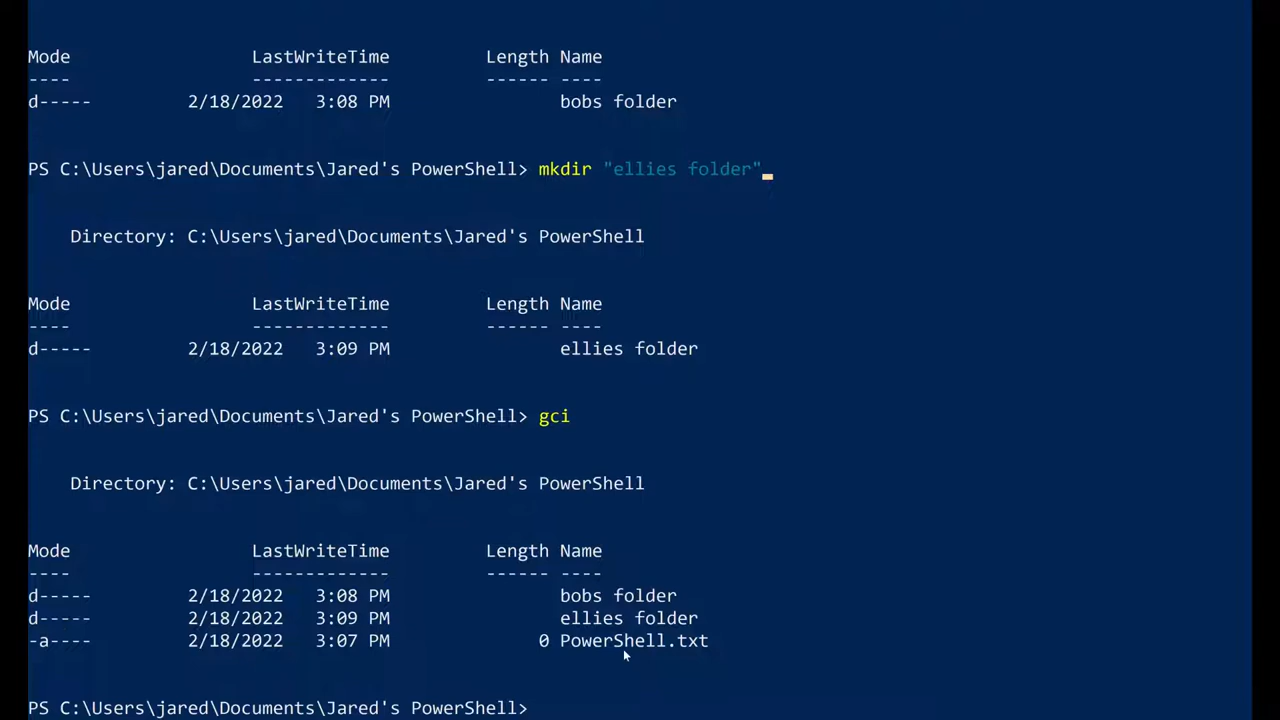 Mode LastWriteTime Length Name
---- ------------- ------ ----
d----- 2/18/2022 3:08 PM bobs folder
PS C:\Users\jared\Documents\Jared's PowerShell> mkdir "ellies folder"
Directory: C:\Users\jared\Documents\Jared's PowerShell
Mode LastWriteTime Length Name
---- ------------- ------ ----
d----- 2/18/2022 3:09 PM ellies folder
PS C:\Users\jared\Documents\Jared's PowerShell> gci
Directory: C:\Users\jared\Documents\Jared's PowerShell
Mode LastWriteTime Length Name
---- ------------- ------ ----
d----- 2/18/2022 3:08 PM bobs folder
d----- 2/18/2022 3:09 PM ellies folder
-a---- 2/18/2022 3:07 PM 0 PowerShell.txt
PS C:\Users\jared\Documents\Jared's PowerShell>